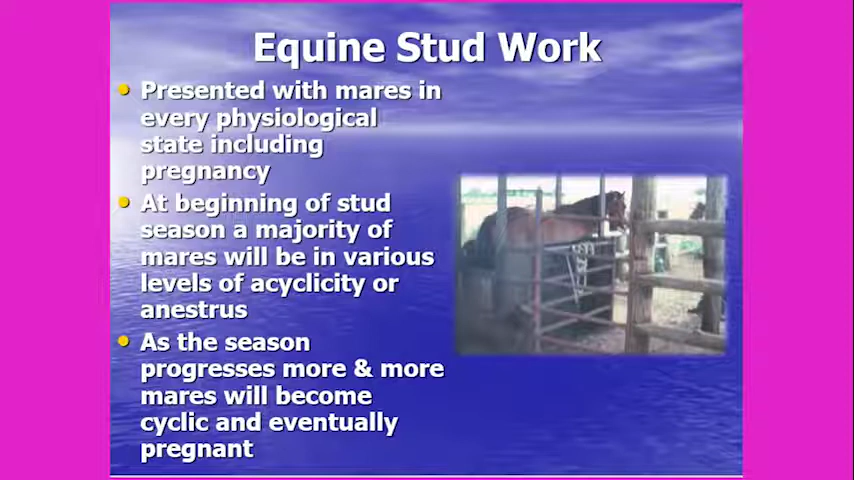 Equine Stud Work
Presented with mares in
every physiological
state including
pregnancy
At beginning of stud
season a majority of
mares will be in various
levels of acyclicity or
anestrus
As the season
progresses more & more
mares will become
cyclic and eventually
pregnant